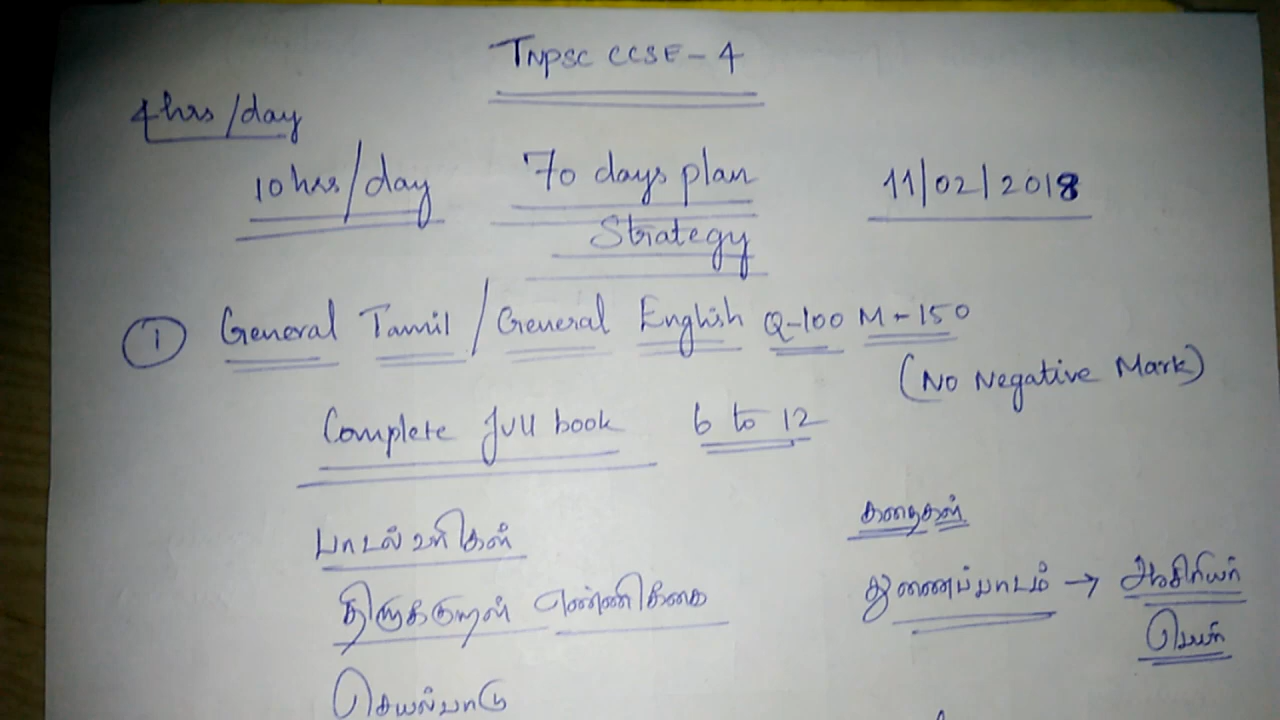 TNPSC CCSE - 4
4hrs/day
10 hrs/day 70 days plan 11/02/2018
Strategy
① General Tamil / General English Q-100 M-150
(No Negative Mark)
Complete full book 6 to 12
கதைகள்
பாடல் வரிகள்
துணைப்பாடம் → ஆசிரியர்
திருக்குறள் எண்ணிக்கை
பெயர்
செயல்பாடு